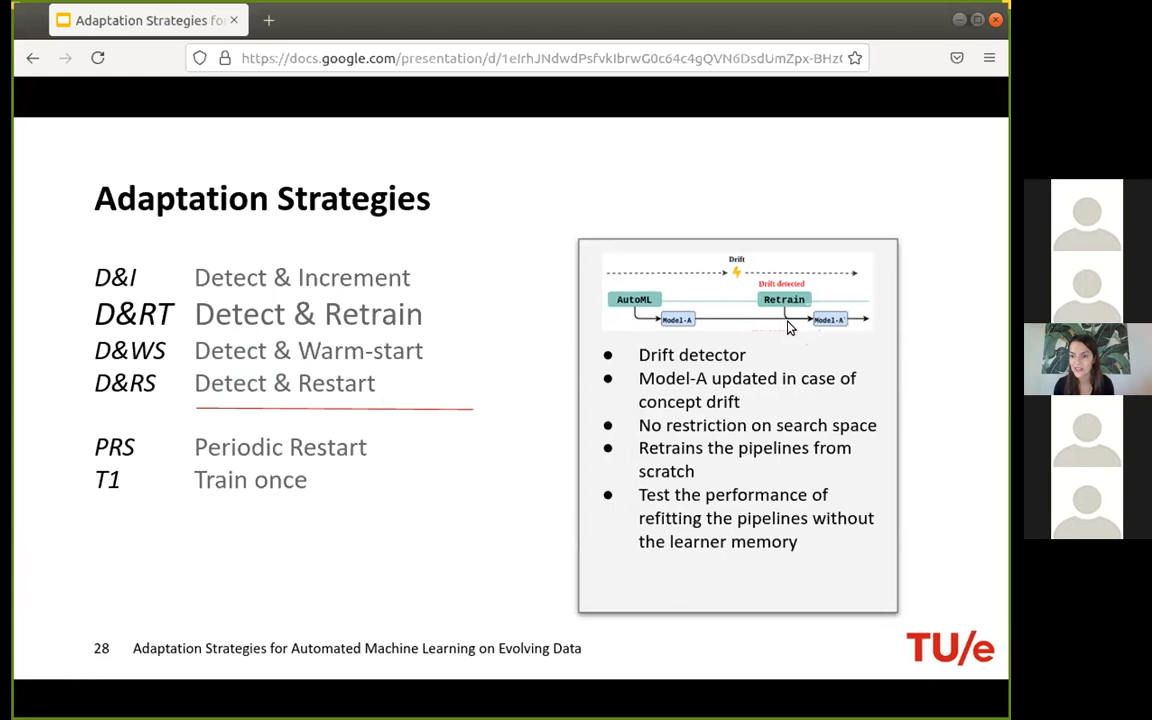 Adaptation Strategies fo
https://docs.google.com/presentation/d/1eIrhJNdwdPsfvkIbrwG0c64c4gQVN6DsdUmZpx-BHz
Adaptation Strategies
D&I Detect & Increment
D&RT Detect & Retrain
D&WS Detect & Warm-start
D&RS Detect & Restart
PRS Periodic Restart
T1 Train once
Drift
Drift detected
AutoML
Retrain
Model-A
Model-A'
● Drift detector
● Model-A updated in case of
concept drift
● No restriction on search space
● Retrains the pipelines from
scratch
● Test the performance of
refitting the pipelines without
the learner memory
28 Adaptation Strategies for Automated Machine Learning on Evolving Data
TU/e